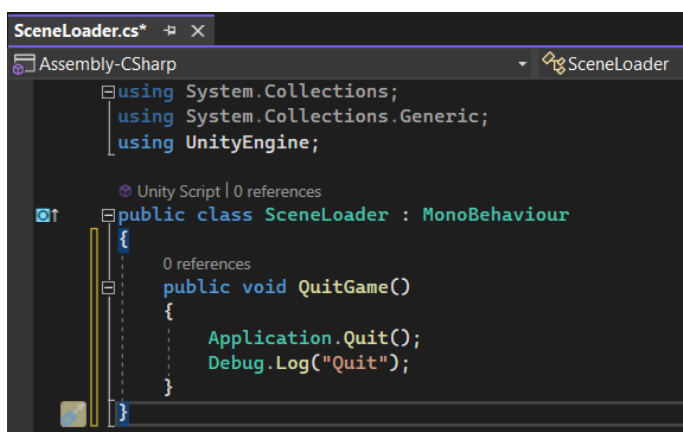 SceneLoader.cs*
Assembly-CSharp SceneLoader
using System.Collections;
using System.Collections.Generic;
using UnityEngine;
Unity Script | 0 references
public class SceneLoader : MonoBehaviour
{
0 references
public void QuitGame()
{
Application.Quit();
Debug.Log("Quit");
}
}